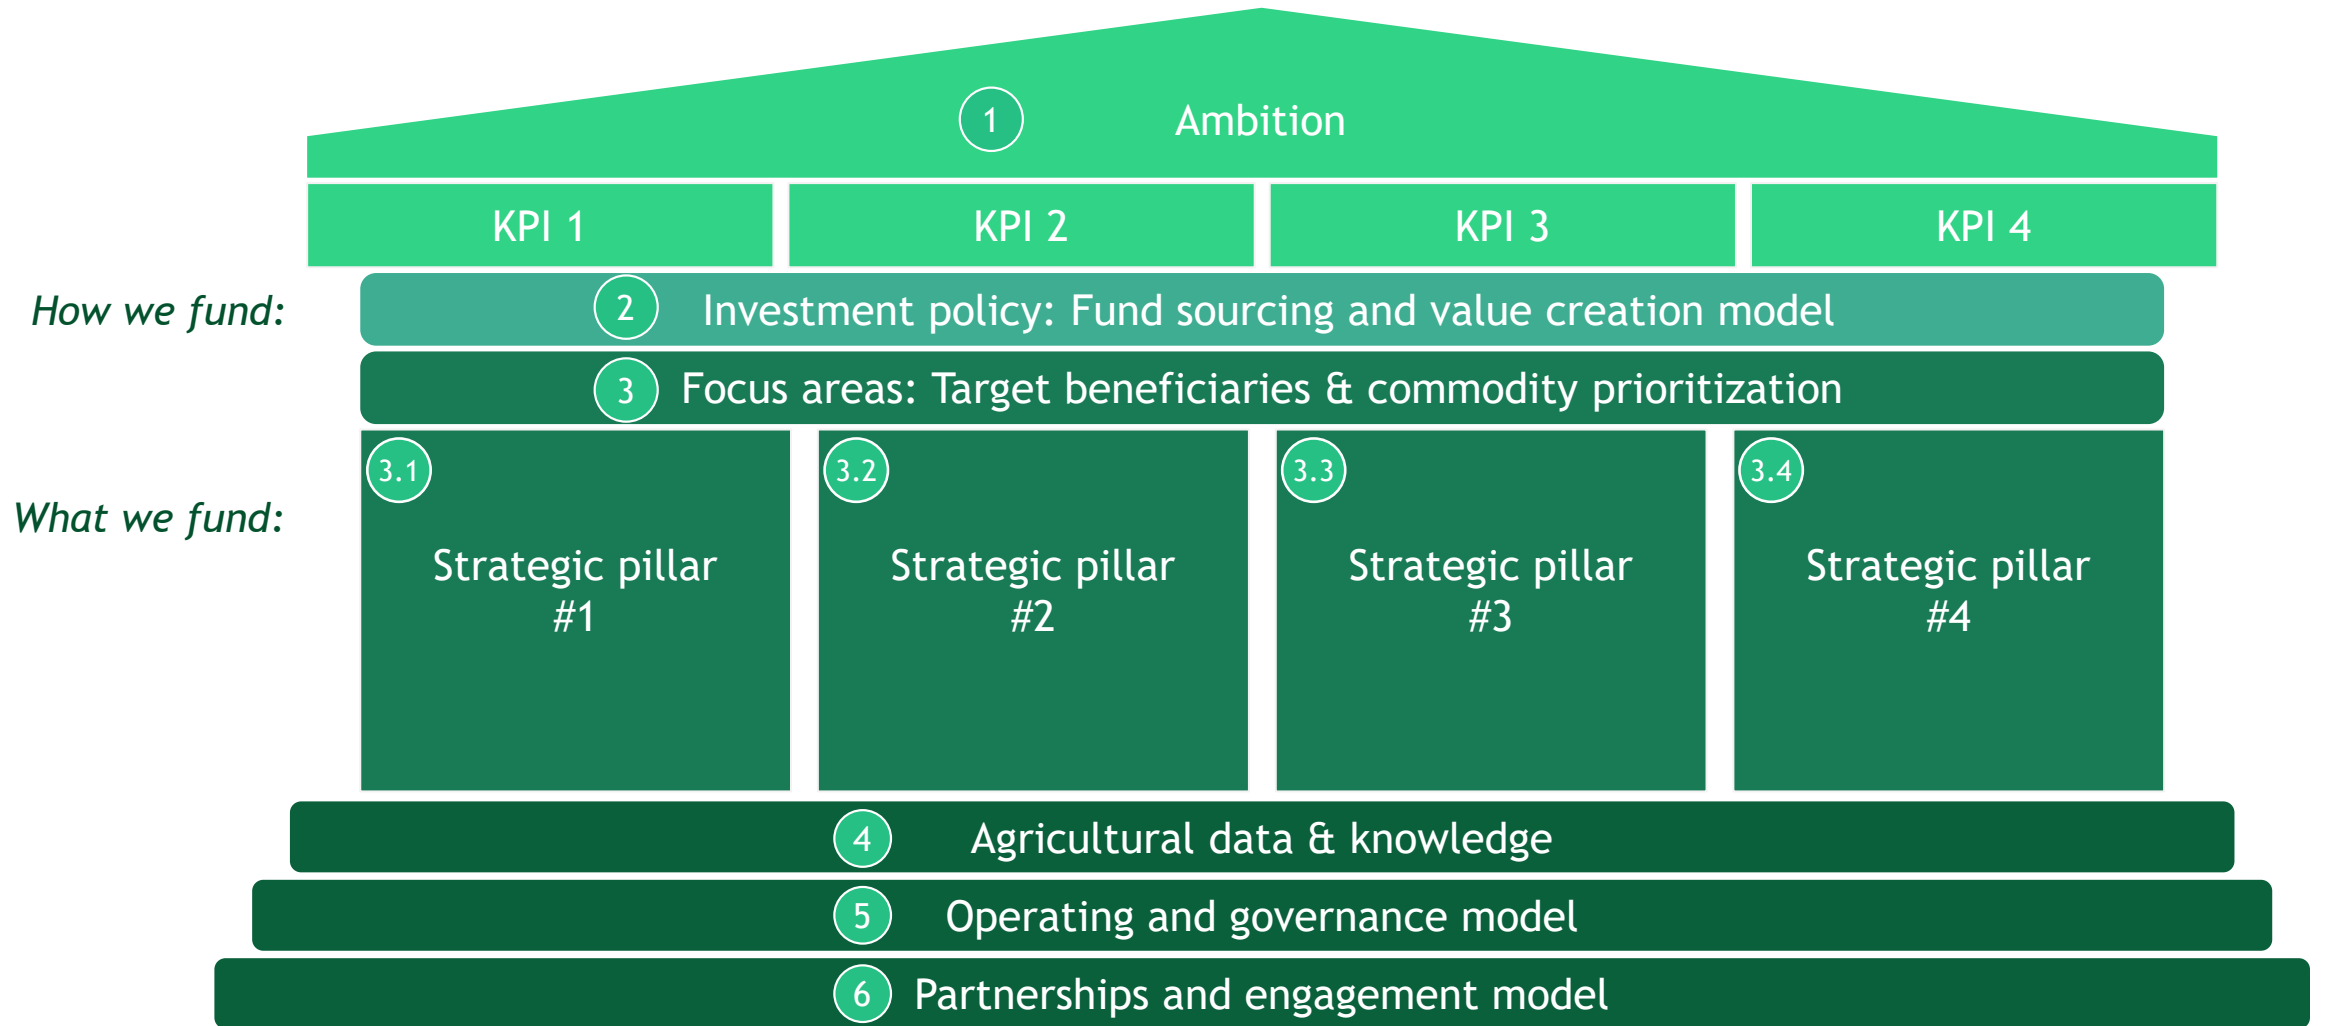 1 Ambition
KPI 1
KPI 2
KPI 3
KPI 4
How we fund:
2 Investment policy: Fund sourcing and value creation model
3 Focus areas: Target beneficiaries & commodity prioritization
What we fund:
3.1
Strategic pillar
#1
3.2
Strategic pillar
#2
3.3
Strategic pillar
#3
3.4
Strategic pillar
#4
4 Agricultural data & knowledge
5 Operating and governance model
6 Partnerships and engagement model